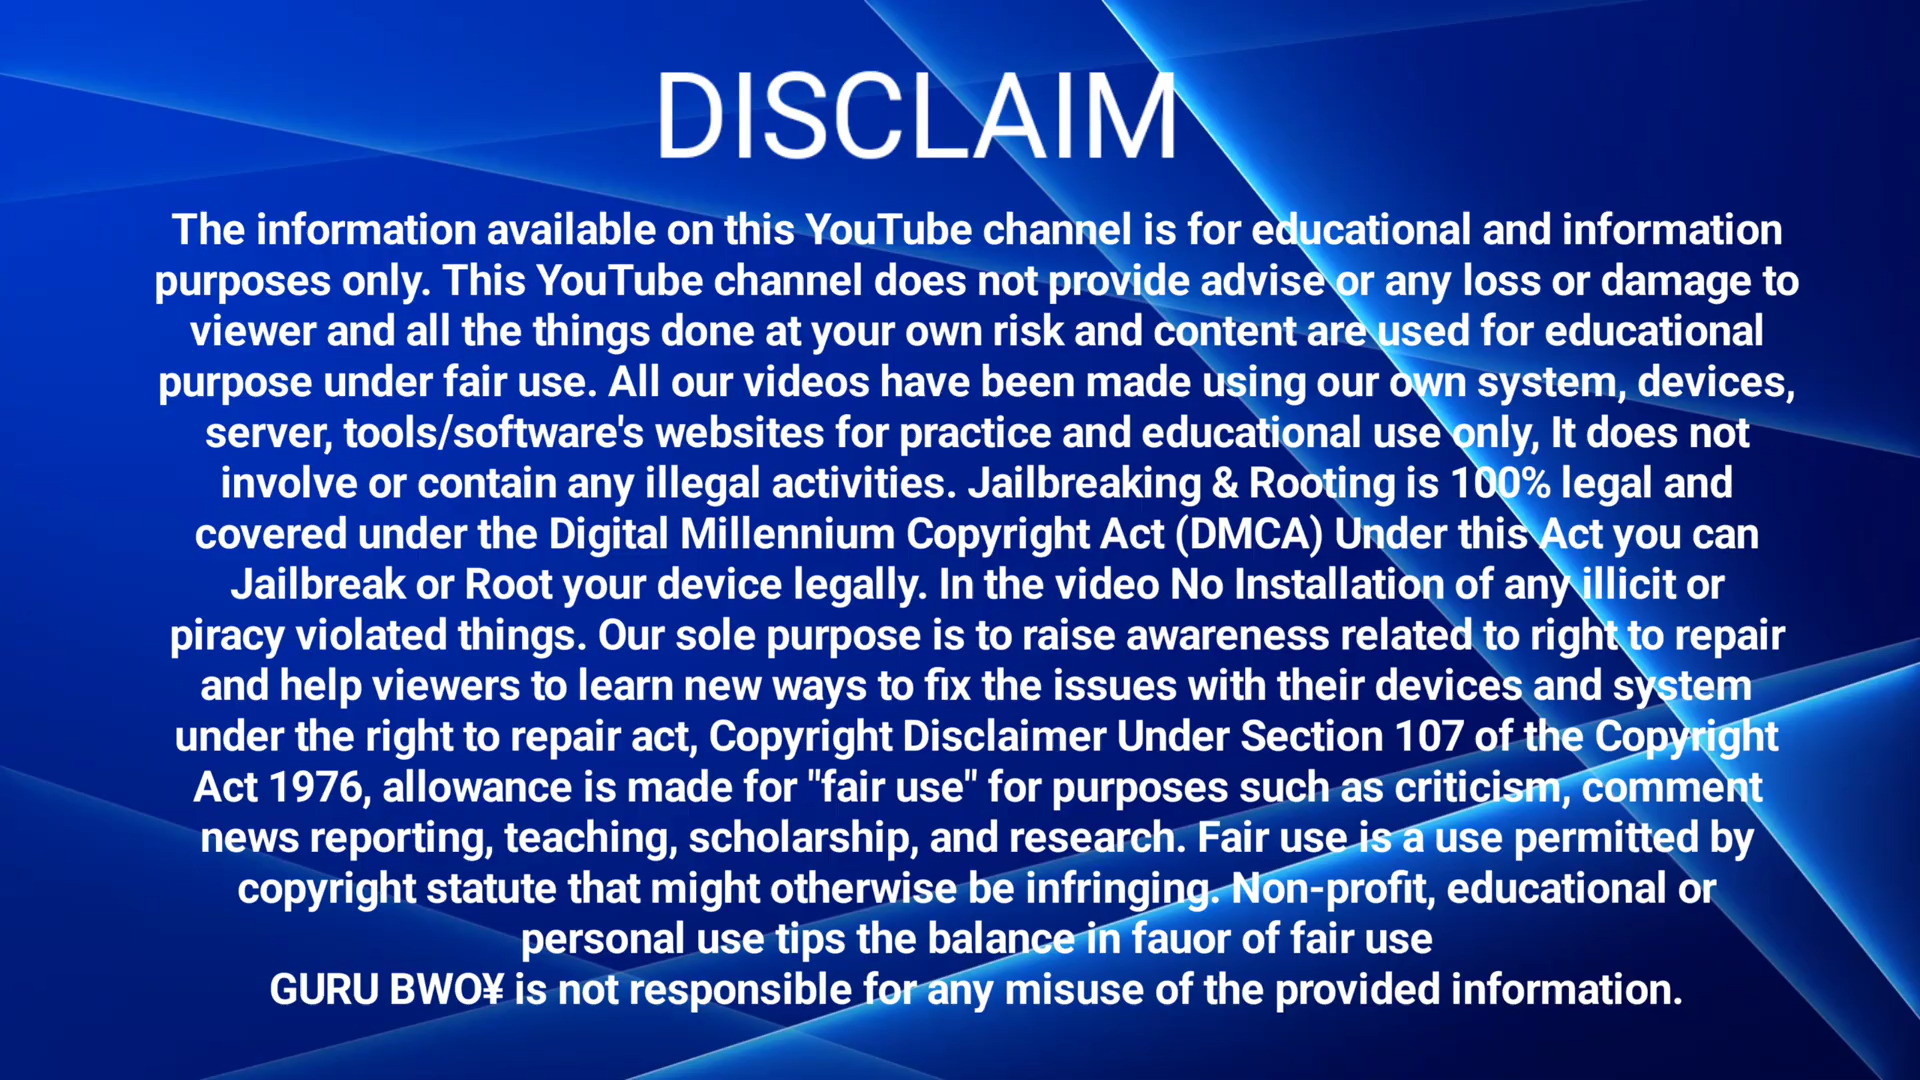 DISCLAIM
The information available on this YouTube channel is for educational and information
purposes only. This YouTube channel does not provide advise or any loss or damage to
viewer and all the things done at your own risk and content are used for educational
purpose under fair use. All our videos have been made using our own system, devices,
server, tools/software's websites for practice and educational use only, It does not
involve or contain any illegal activities. Jailbreaking & Rooting is 100% legal and
covered under the Digital Millennium Copyright Act (DMCA) Under this Act you can
Jailbreak or Root your device legally. In the video No Installation of any illicit or
piracy violated things. Our sole purpose is to raise awareness related to right to repair
and help viewers to learn new ways to fix the issues with their devices and system
under the right to repair act, Copyright Disclaimer Under Section 107 of the Copyright
Act 1976, allowance is made for "fair use" for purposes such as criticism, comment
news reporting, teaching, scholarship, and research. Fair use is a use permitted by
copyright statute that might otherwise be infringing. Non-profit, educational or
personal use tips the balance in fauor of fair use
GURU BWO¥ is not responsible for any misuse of the provided information.